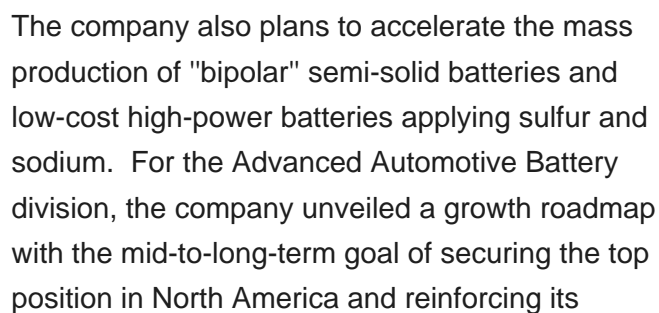 The company also plans to accelerate the mass
production of "bipolar" semi-solid batteries and
low-cost high-power batteries applying sulfur and
sodium.  For the Advanced Automotive Battery
division, the company unveiled a growth roadmap
with the mid-to-long-term goal of securing the top
position in North America and reinforcing its